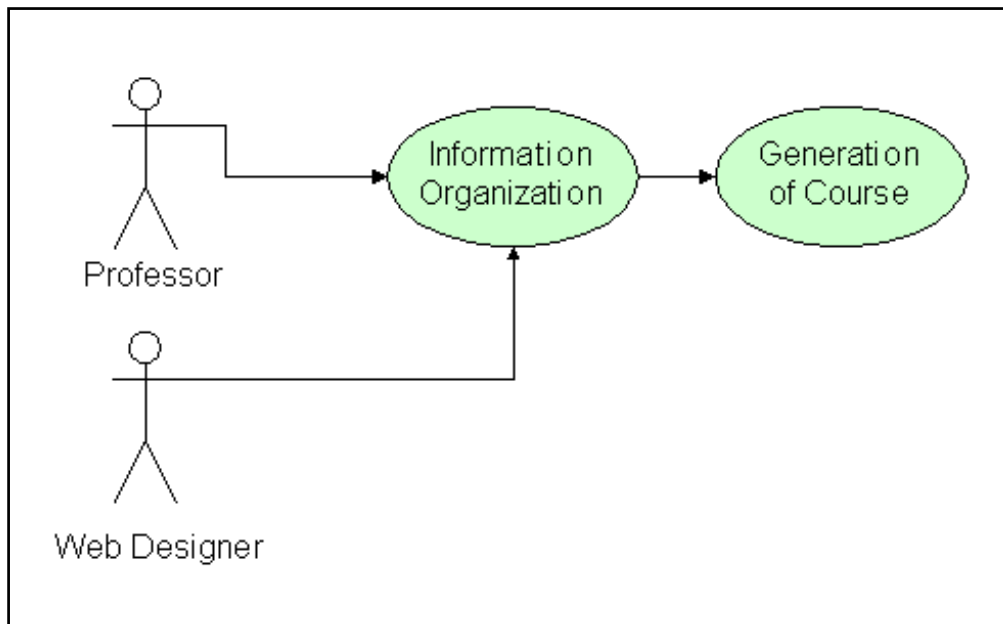 Information
Organization
Generation
of Course
Professor
Web Designer